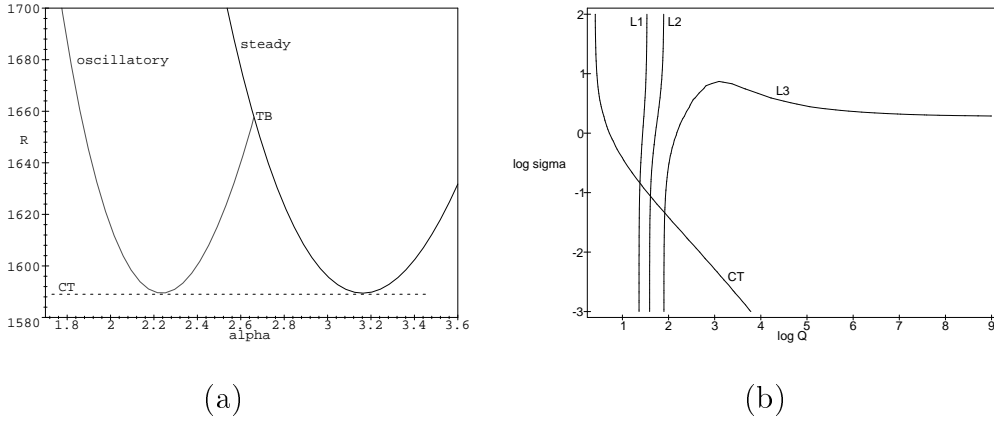 1700
1680
1660
R
1640
1620
1600
1580
oscillatory
steady
TB
CT
1.8 2 2.2 2.4 2.6 2.8 3 3.2 3.4 3.6
alpha
(a)
2
1
0
log sigma
-1
-2
-3
L1
L2
L3
CT
1 2 3 4 5 6 7 8 9
log Q
(b)